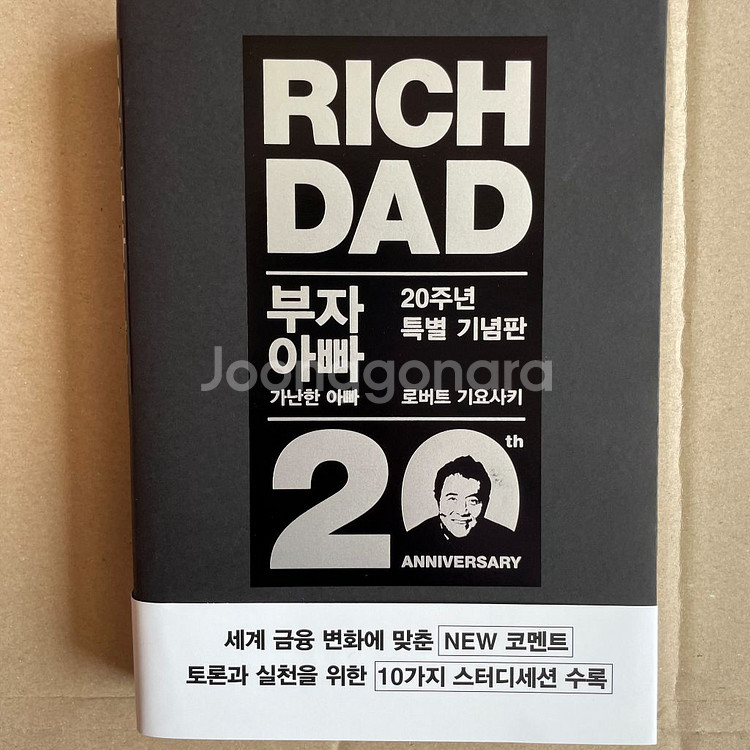 RICH
DAD
부자
아빠
가난한 아빠
20주년
특별 기념판
로버트 기요사키
20th
ANNIVERSARY
Joongonara
세계 금융 변화에 맞춘 NEW 코멘트
토론과 실천을 위한 10가지 스터디세션 수록